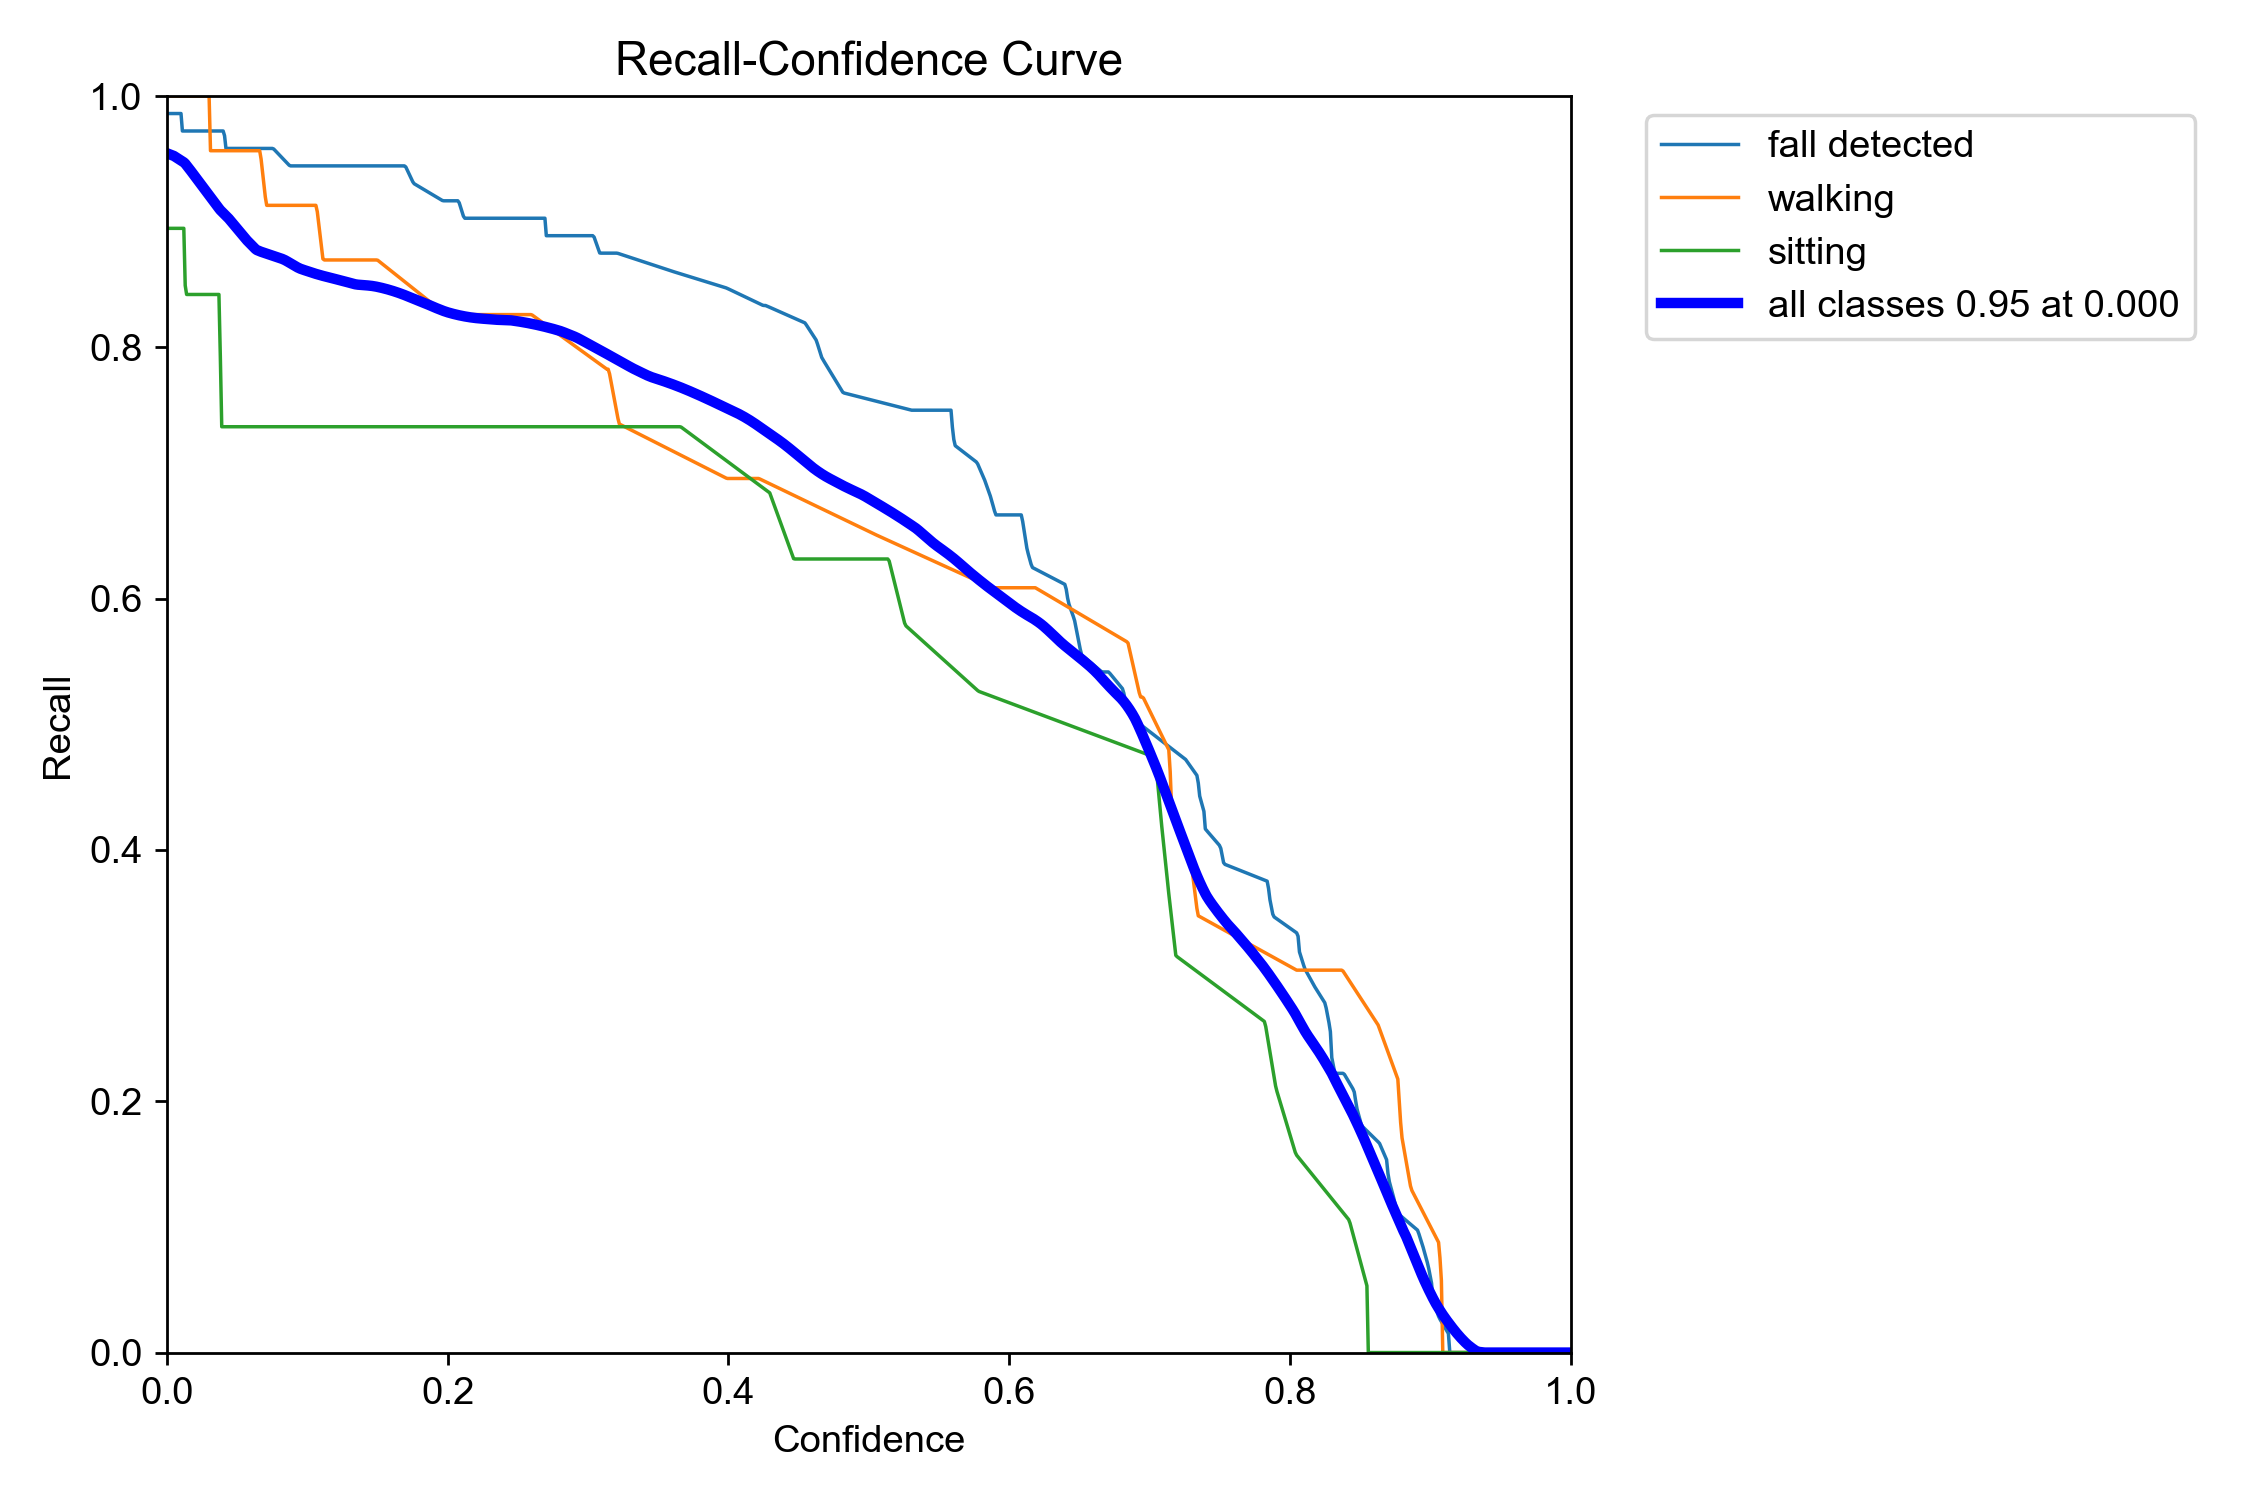 Recall-Confidence Curve
1.0
0.8
0.6
0.4
0.2
0.0
Recall
0.0 0.2 0.4 0.6 0.8 1.0
Confidence
fall detected
walking
sitting
all classes 0.95 at 0.000